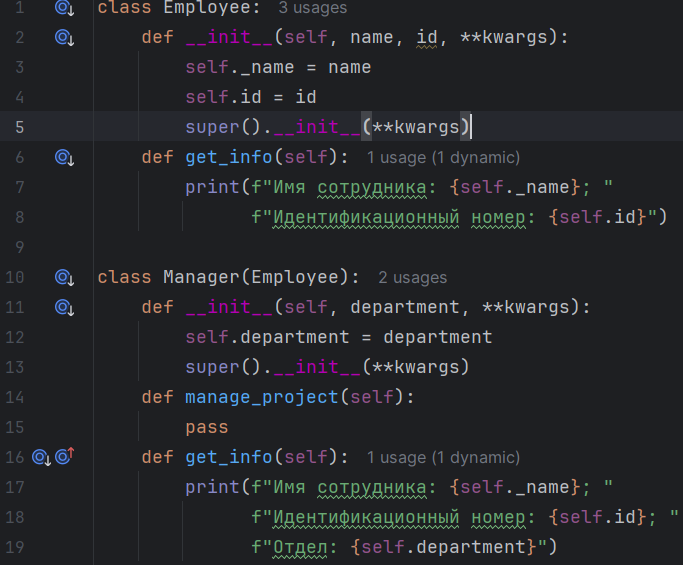 1 class Employee: 3 usages
2 def __init__(self, name, id, **kwargs):
3 self._name = name
4 self.id = id
5 super().__init__(**kwargs)
6 def get_info(self): 1 usage (1 dynamic)
7 print(f"Имя сотрудника: {self._name}; "
8 f"Идентификационный номер: {self.id}")
9
10 class Manager(Employee): 2 usages
11 def __init__(self, department, **kwargs):
12 self.department = department
13 super().__init__(**kwargs)
14 def manage_project(self):
15 pass
16 def get_info(self): 1 usage (1 dynamic)
17 print(f"Имя сотрудника: {self._name}; "
18 f"Идентификационный номер: {self.id}; "
19 f"Отдел: {self.department}")